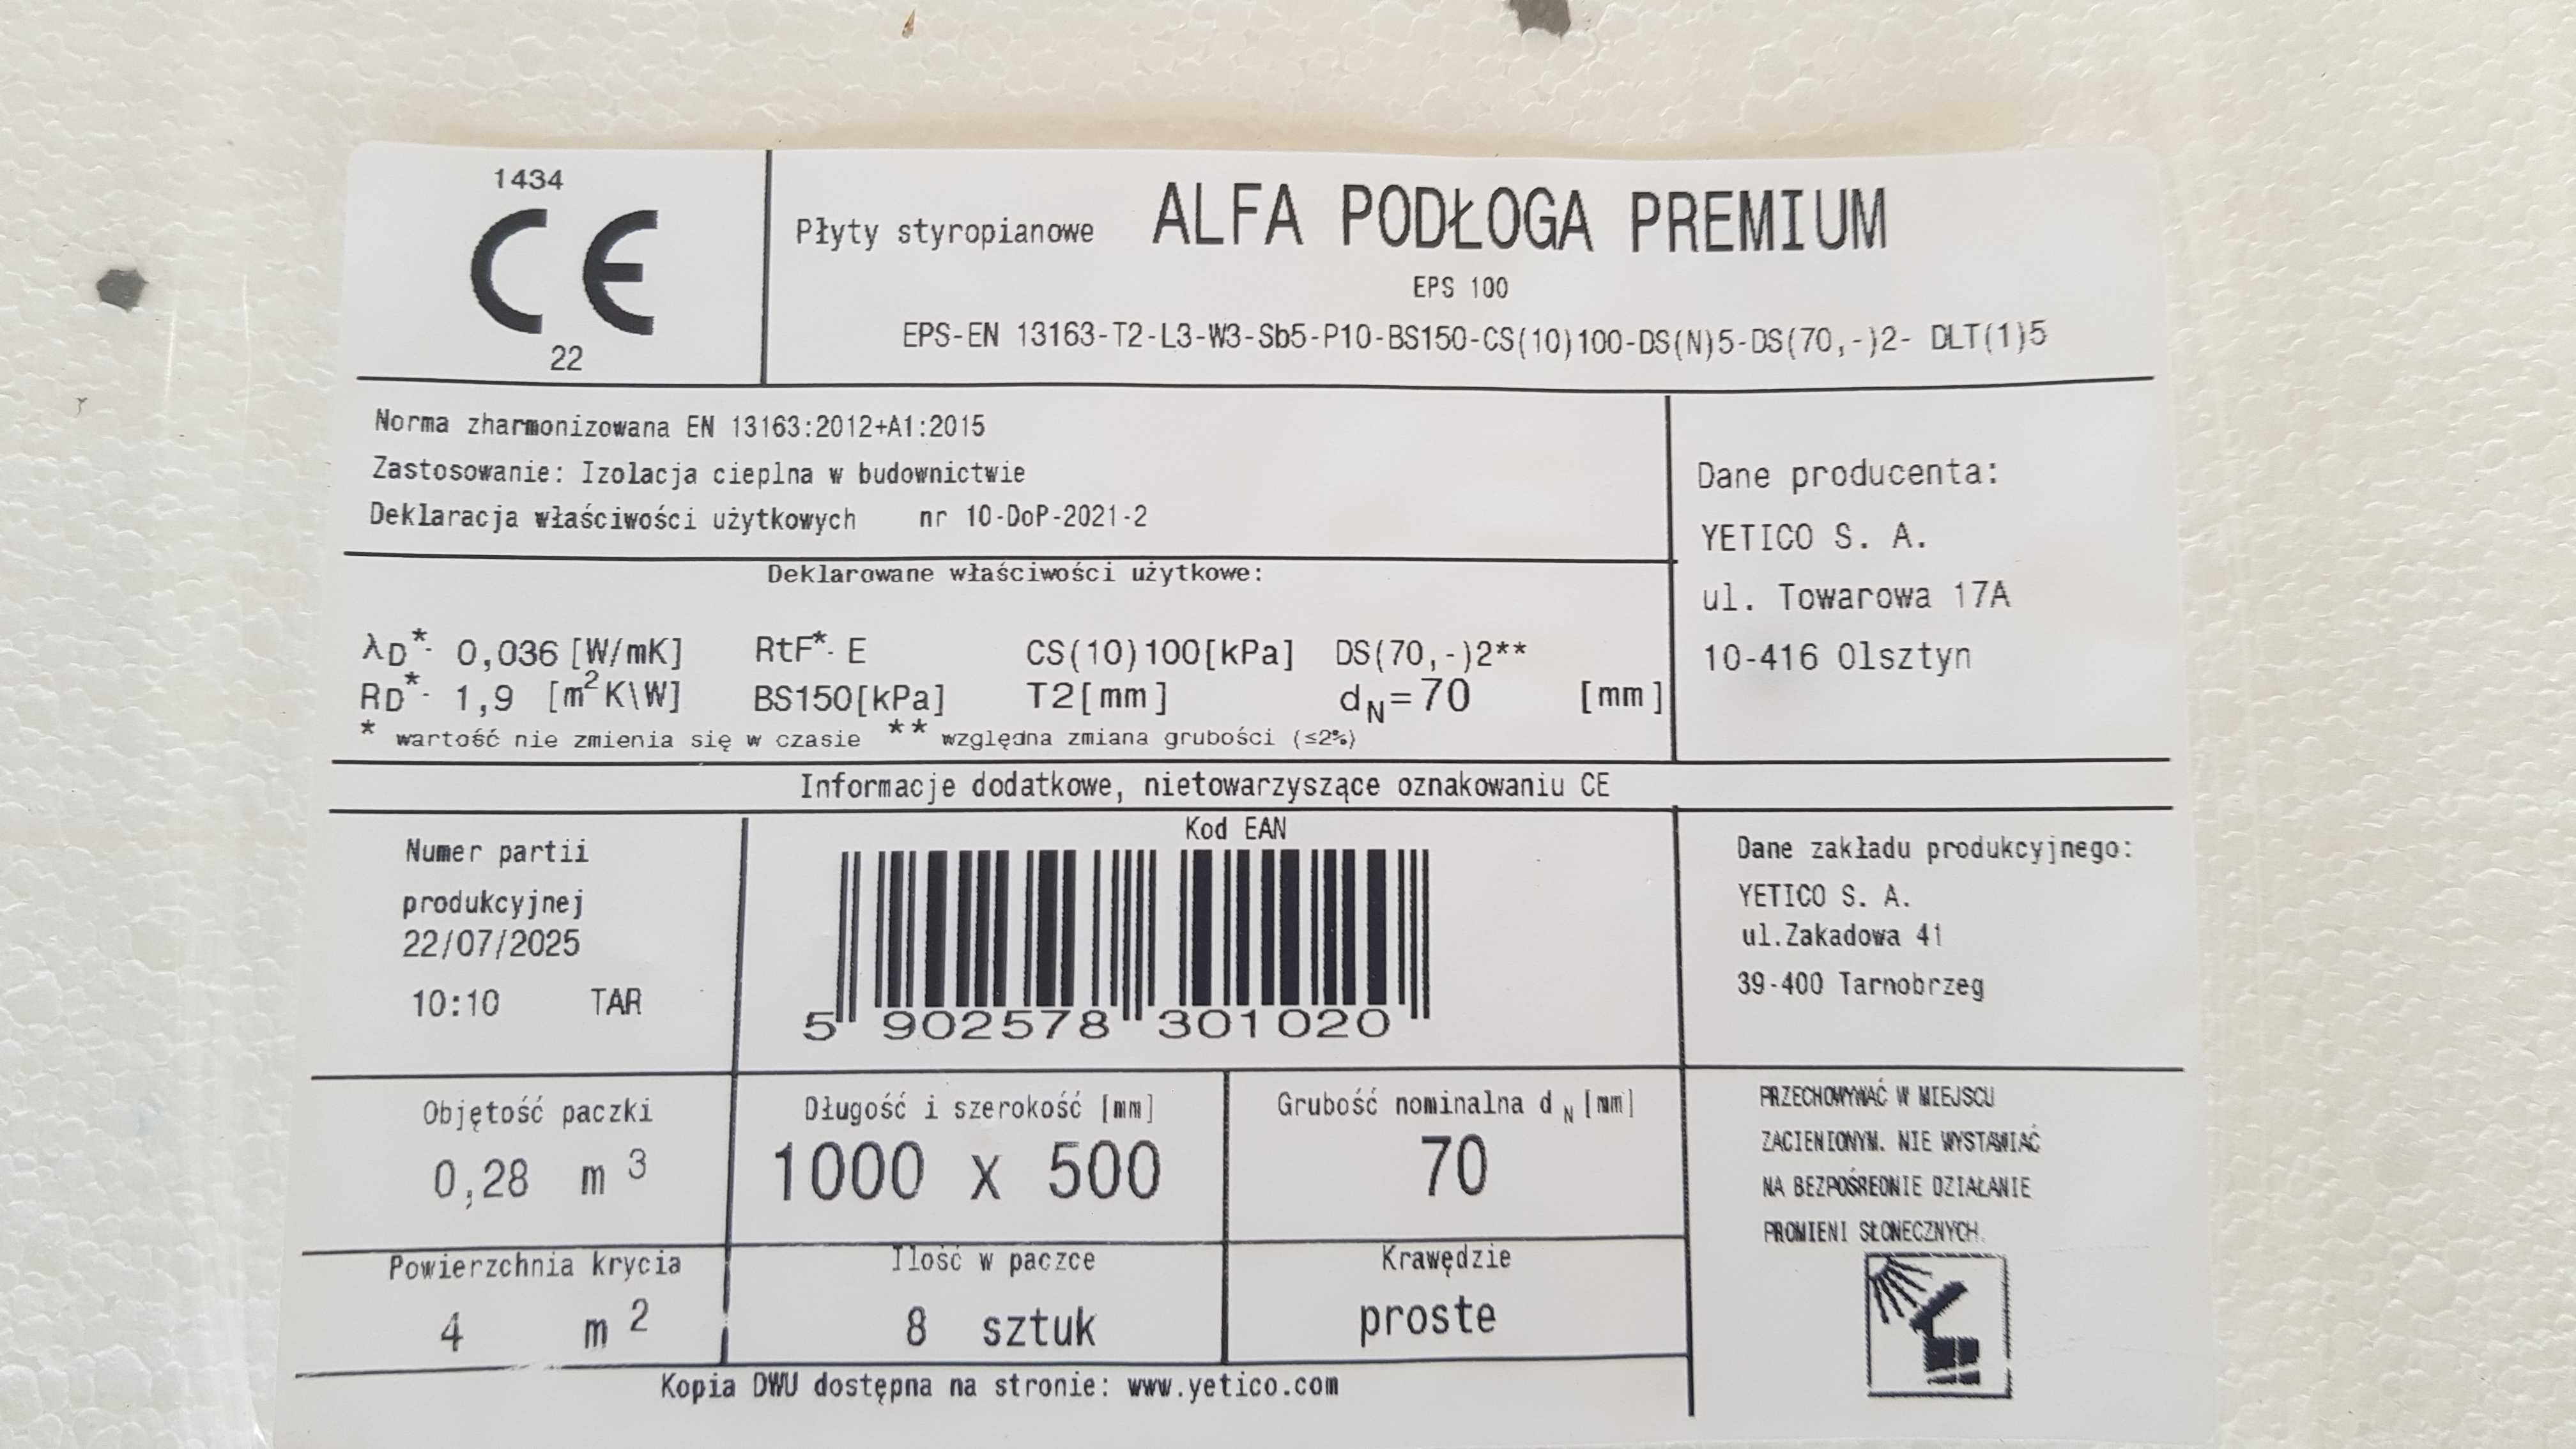 1434
CE
22
Płyty styropianowe ALFA PODŁOGA PREMIUM
EPS 100
EPS-EN 13163-T2-L3-W3-Sb5-P10-BS150-CS(10)100-DS(N)5-DS(70,-)2- DLT(1)5
Norma zharmonizowana EN 13163:2012+A1:2015
Zastosowanie: Izolacja cieplna w budownictwie
Deklaracja właściwości użytkowych nr 10-DoP-2021-2
Dane producenta:
YETICO S. A.
ul. Towarowa 17A
10-416 Olsztyn
Deklarowane właściwości użytkowe:
λD*- 0,036 [W/mK] RtF*- E CS(10)100[kPa] DS(70,-)2**
RD*- 1,9 [m²K\W] BS150[kPa] T2[mm] dN=70 [mm]
* wartość nie zmienia się w czasie ** względna zmiana grubości (≤2%)
Informacje dodatkowe, nietowarzyszące oznakowaniu CE
Numer partii
produkcyjnej
22/07/2025
10:10 TAR
Kod EAN
5 902578 301020
Dane zakładu produkcyjnego:
YETICO S. A.
ul.Zakadowa 41
39-400 Tarnobrzeg
Objętość paczki
0,28 m³
Długość i szerokość [mm]
1000 x 500
Grubość nominalna dN [mm]
70
Powierzchnia krycia
4 m²
Ilość w paczce
8 sztuk
Krawędzie
proste
PRZECHOWYWAĆ W MIEJSCU
ZACIENIONYM. NIE WYSTAWIAĆ
NA BEZPOŚREDNIE DZIAŁANIE
PROMIENI SŁONECZNYCH.
Kopia DWU dostępna na stronie: www.yetico.com